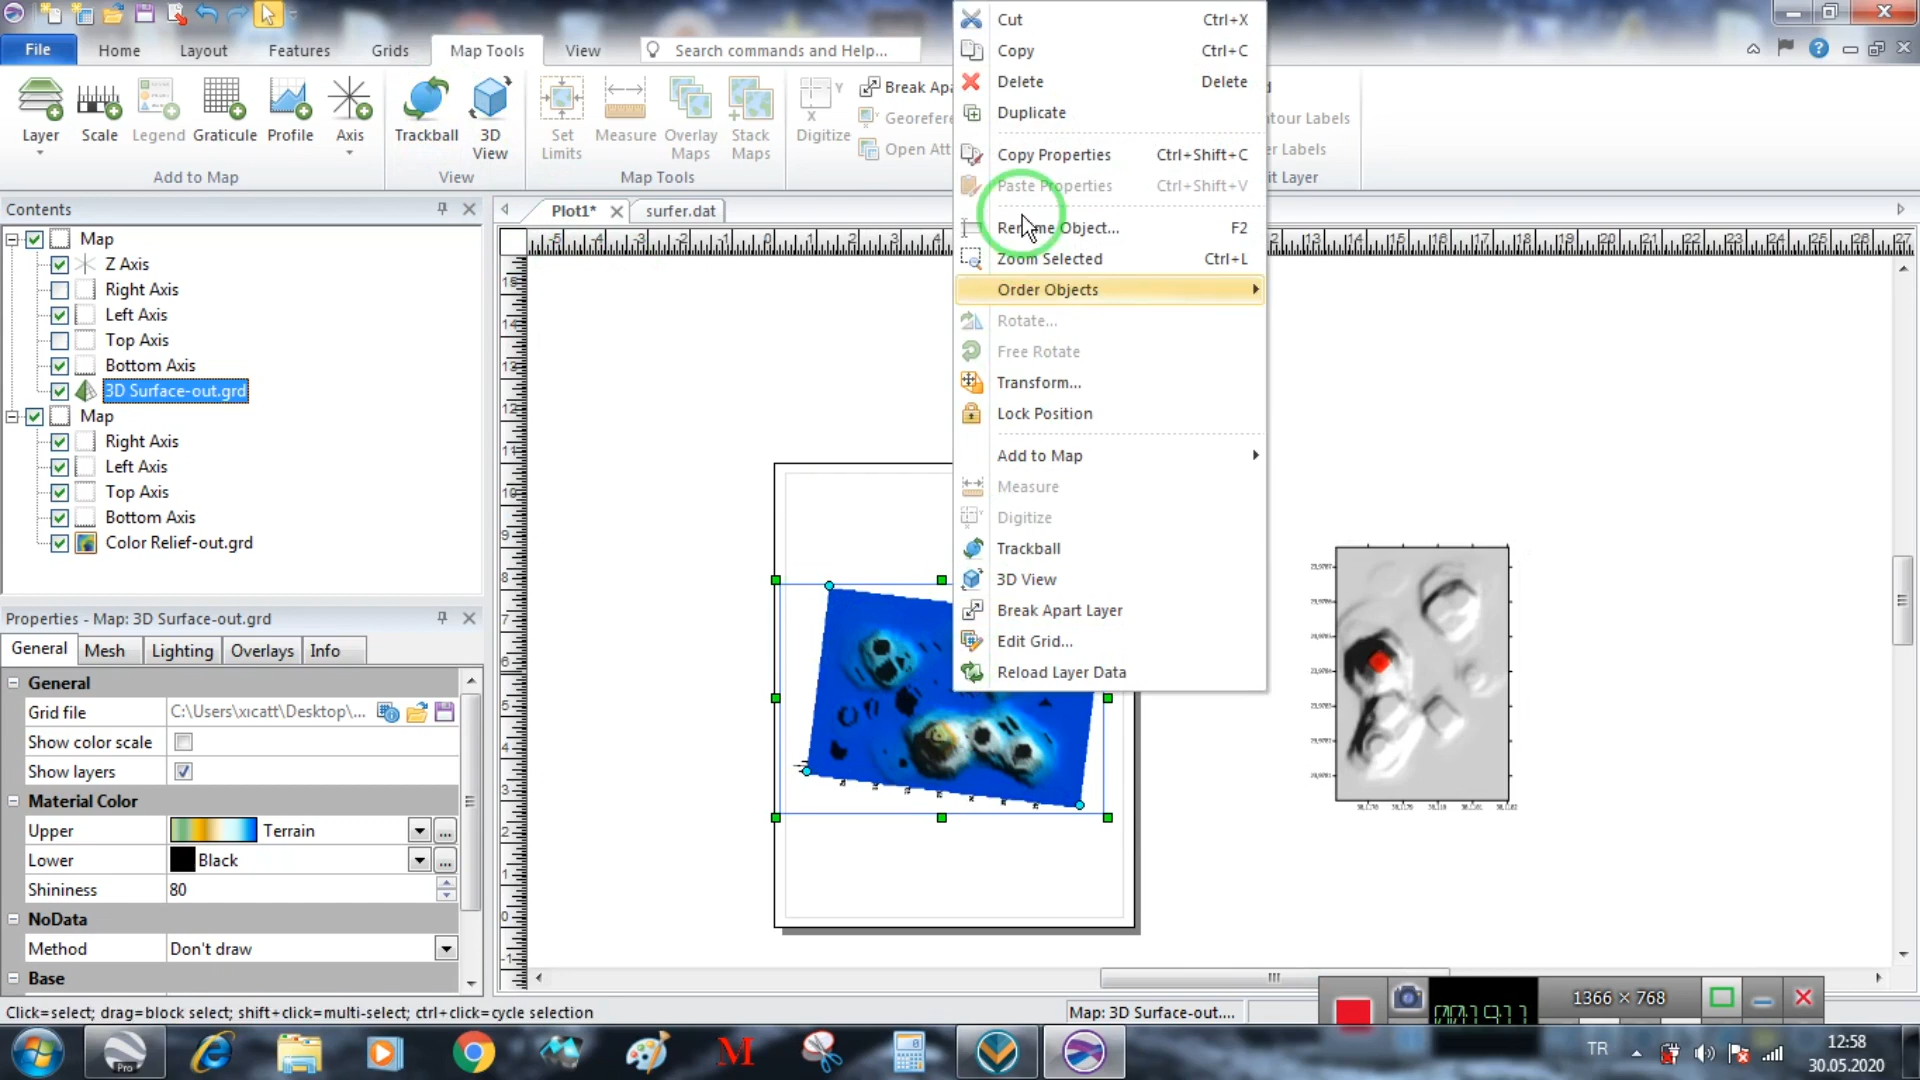 File
Home
Layout
Features
Grids
Map Tools
View
Search commands and Help...
Layer
Scale
Legend
Graticule
Profile
Axis
Add to Map
Trackball
3D
View
View
Set
Limits
Measure
Overlay
Maps
Stack
Maps
Map Tools
Digitize
Break Apa
Georefere
Open Att
tour Labels
er Labels
it Layer
Cut Ctrl+X
Copy Ctrl+C
Delete Delete
Duplicate
Copy Properties Ctrl+Shift+C
Paste Properties Ctrl+Shift+V
Rename Object... F2
Zoom Selected Ctrl+L
Order Objects
Rotate...
Free Rotate
Transform...
Lock Position
Add to Map
Measure
Digitize
Trackball
3D View
Break Apart Layer
Edit Grid...
Reload Layer Data
Contents
Map
Z Axis
Right Axis
Left Axis
Top Axis
Bottom Axis
3D Surface-out.grd
Map
Right Axis
Left Axis
Top Axis
Bottom Axis
Color Relief-out.grd
Plot1*
surfer.dat
Properties - Map: 3D Surface-out.grd
General
Mesh
Lighting
Overlays
Info
General
Grid file C:\Users\xıcatt\Desktop\...
Show color scale
Show layers
Material Color
Upper Terrain
Lower Black
Shininess 80
NoData
Method Don't draw
Base
Click=select; drag=block select; shift+click=multi-select; ctrl+click=cycle selection
Map: 3D Surface-out....
1366 × 768
Pro
TR
12:58
30.05.2020